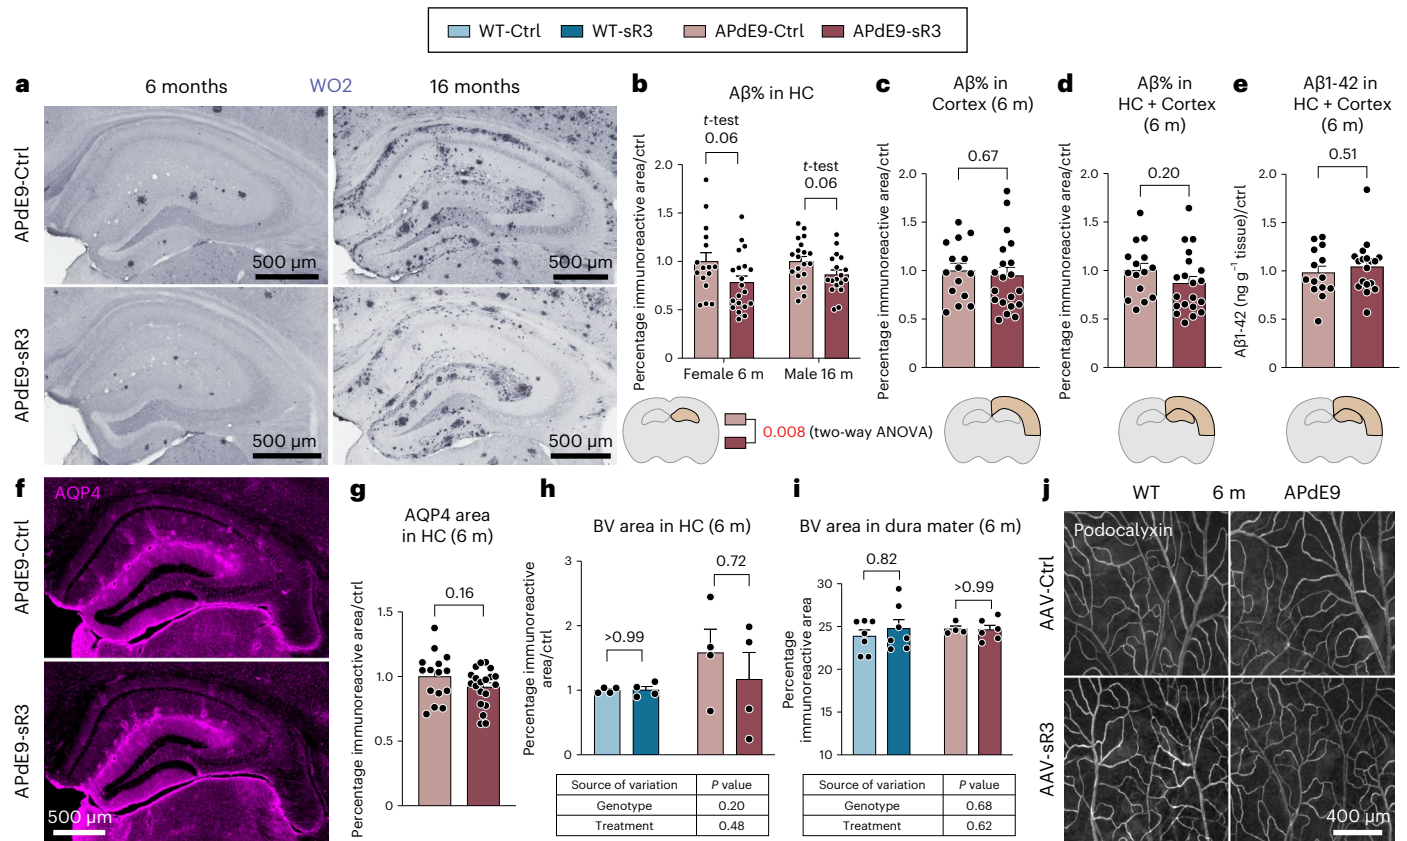 WT-Ctrl WT-sR3 APdE9-Ctrl APdE9-sR3
a
6 months WO2 16 months
APdE9-Ctrl
500 µm 500 µm
APdE9-sR3
500 µm 500 µm
b
Aβ% in HC
Percentage immunoreactive area/ctrl
t-test
0.06
t-test
0.06
2.0
1.5
1.0
0.5
0
Female 6 m Male 16 m
0.008 (two-way ANOVA)
c
Aβ% in
Cortex (6 m)
Percentage immunoreactive area/ctrl
0.67
2.0
1.5
1.0
0.5
0
d
Aβ% in
HC + Cortex
(6 m)
Percentage immunoreactive area/ctrl
0.20
2.0
1.5
1.0
0.5
0
e
Aβ1-42 in
HC + Cortex
(6 m)
Aβ1-42 (ng g⁻¹ tissue)/ctrl
0.51
2.0
1.5
1.0
0.5
0
f
AQP4
APdE9-Ctrl
APdE9-sR3
500 µm
g
AQP4 area
in HC (6 m)
Percentage immunoreactive area/ctrl
0.16
1.5
1.0
0.5
0
h
BV area in HC (6 m)
Percentage immunoreactive
area/ctrl
0.72
>0.99
3
2
1
0
Source of variation P value
Genotype 0.20
Treatment 0.48
i
BV area in dura mater (6 m)
Percentage
immunoreactive area
0.82
>0.99
30
25
20
15
10
Source of variation P value
Genotype 0.68
Treatment 0.62
j
WT 6 m APdE9
Podocalyxin
AAV-Ctrl
AAV-sR3
400 µm